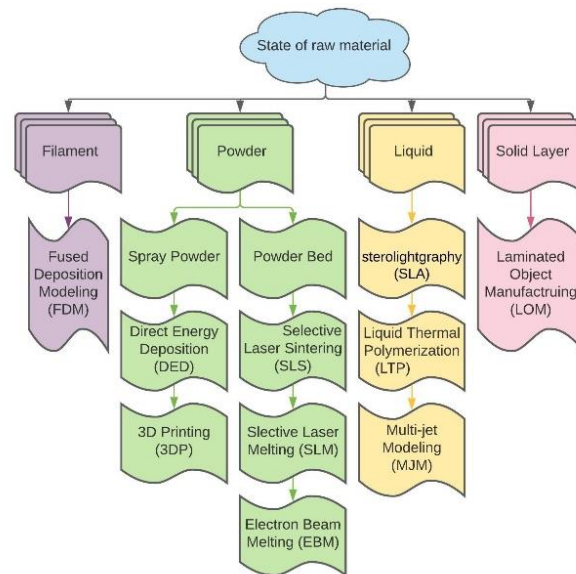 State of raw material
Filament
Powder
Liquid
Solid Layer
Fused
Deposition
Modeling
(FDM)
Spray Powder
Powder Bed
sterolightgraphy
(SLA)
Laminated
Object
Manufactruing
(LOM)
Direct Energy
Deposition
(DED)
Selective
Laser Sintering
(SLS)
Liquid Thermal
Polymerization
(LTP)
3D Printing
(3DP)
Slective Laser
Melting (SLM)
Multi-jet
Modeling
(MJM)
Electron Beam
Melting (EBM)